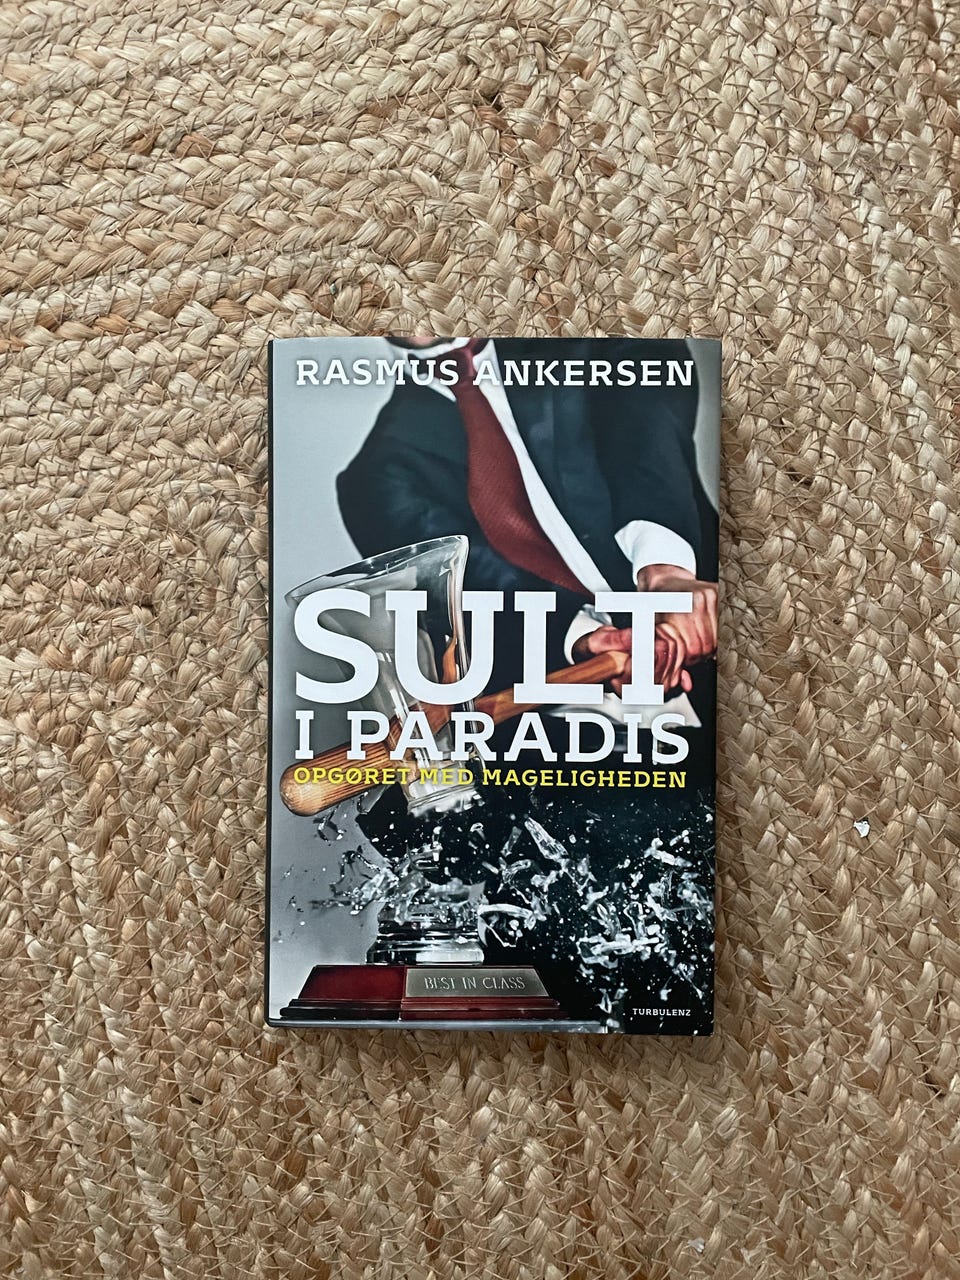 RASMUS ANKERSEN
SULT
I PARADIS
OPGØRET MED MAGELIGHEDEN
BEST IN CLASS
TURBULENZ